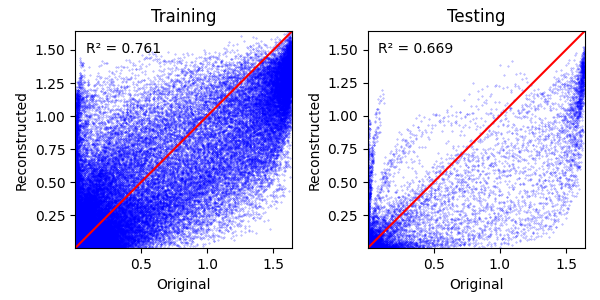 Training
R² = 0.761
1.50
1.25
1.00
0.75
0.50
0.25
Reconstructed
0.5
1.0
1.5
Original
Testing
R² = 0.669
1.50
1.25
1.00
0.75
0.50
0.25
Reconstructed
0.5
1.0
1.5
Original